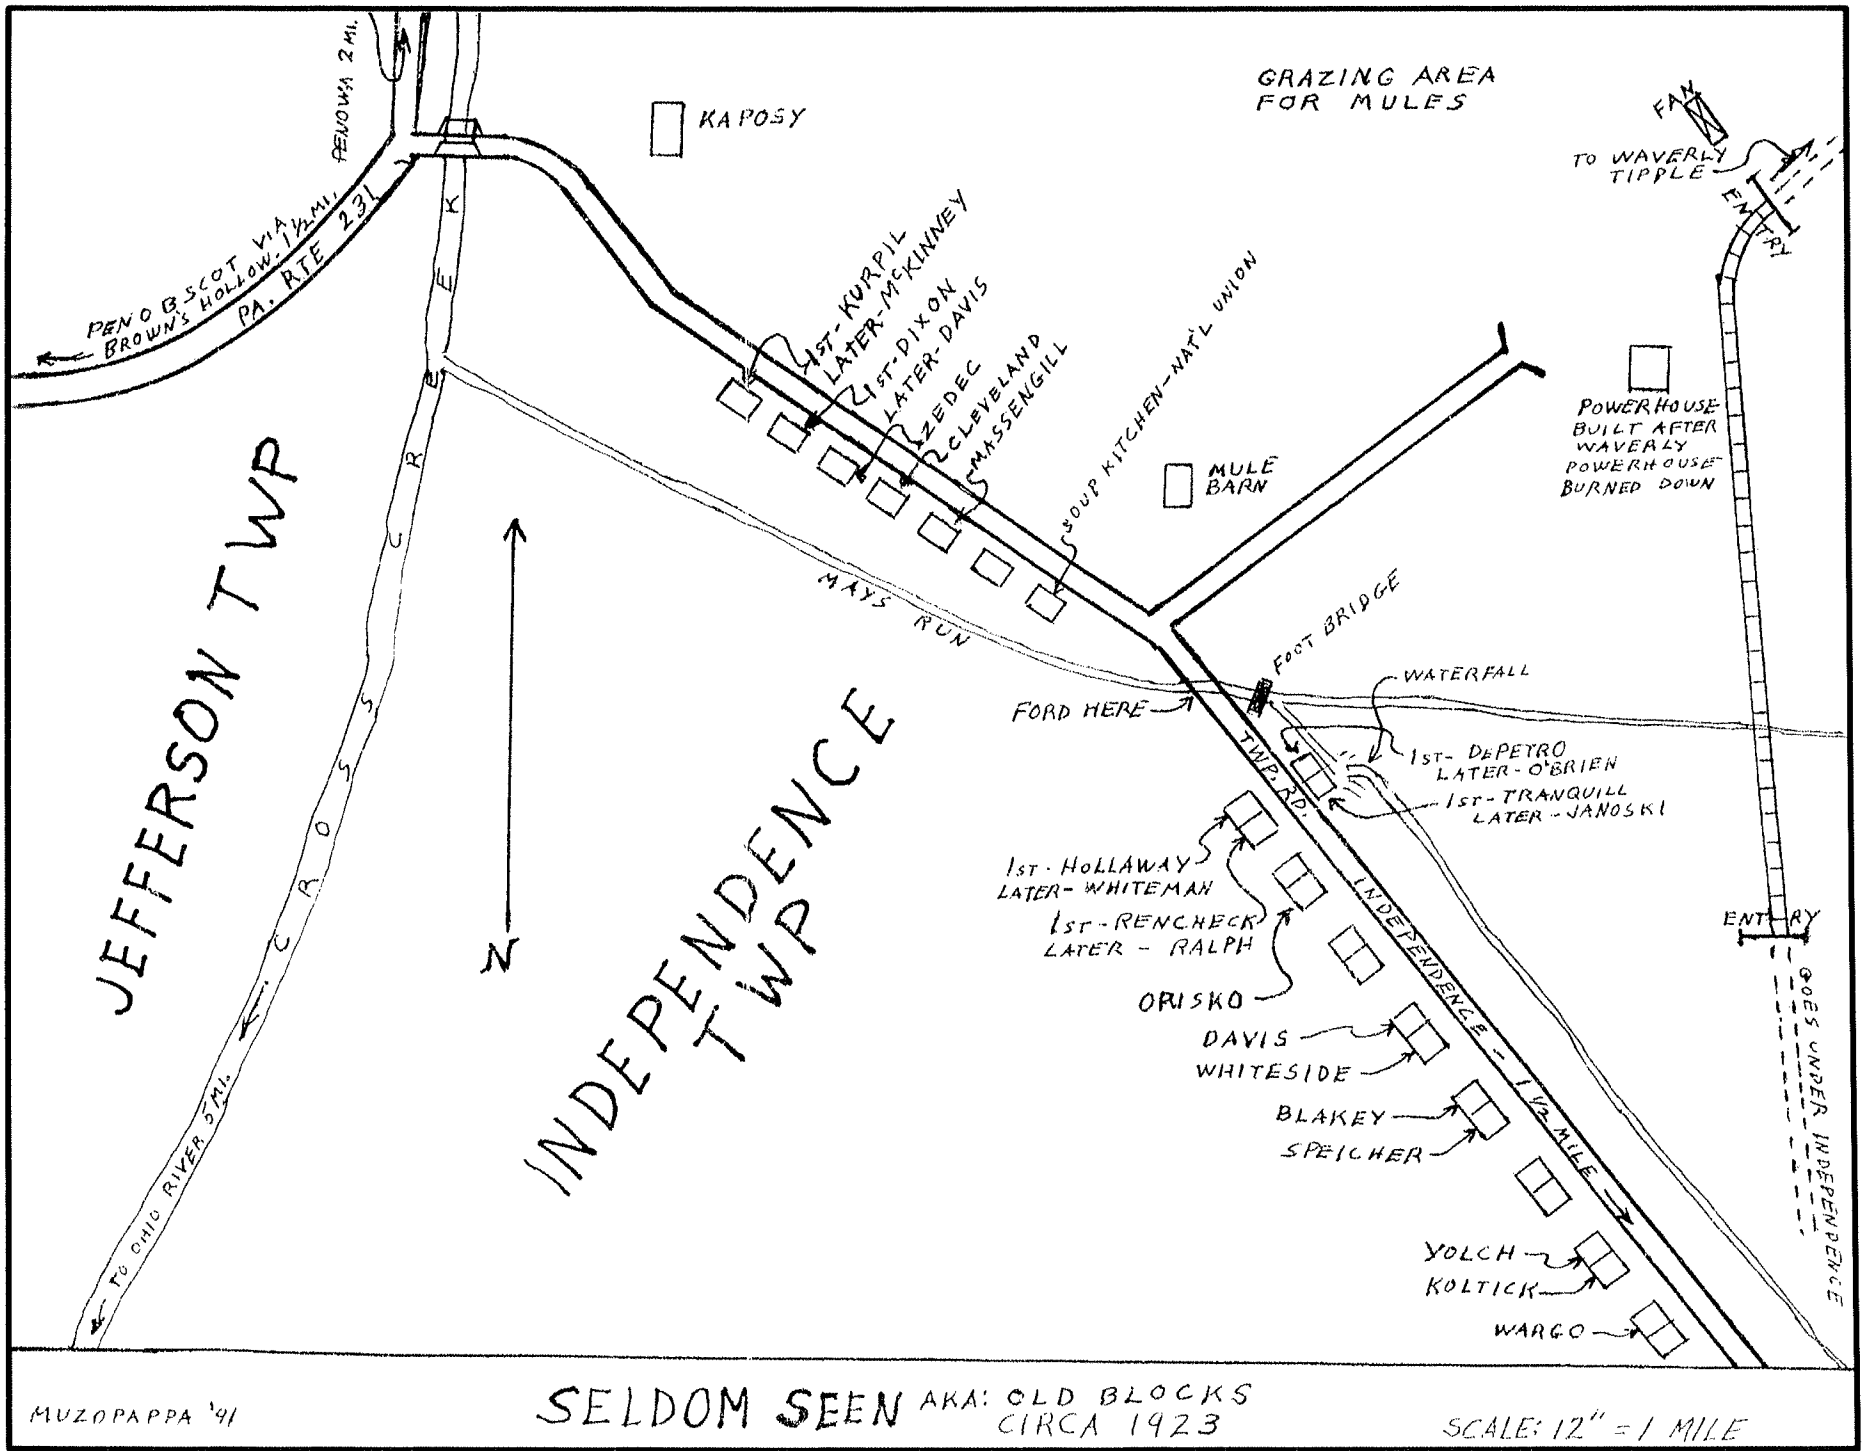 PENOWA 2 MI.
KAPOSY
GRAZING AREA
FOR MULES
FAN
TO WAVERLY
TIPPLE
ENTRY
PENOBSCOT VIA
BROWN'S HOLLOW. 1 1/2 MI.
PA. RTE 231
1ST-KURPIL
LATER-McKINNEY
1ST-DIXON
LATER-DAVIS
ZEDEC
CLEVELAND
MASSENGILL
SOUP KITCHEN-NAT'L UNION
POWERHOUSE
BUILT AFTER
WAVERLY
POWERHOUSE
BURNED DOWN
MULE
BARN
MAYS RUN
FOOT BRIDGE
WATERFALL
FORD HERE
1ST- DEPETRO
LATER-O'BRIEN
1ST-TRANQUILL
LATER-JANOSKI
TWP. RD.
1ST-HOLLAWAY
LATER-WHITEMAN
1ST-RENCHECK
LATER - RALPH
ORISKO
DAVIS
WHITESIDE
BLAKEY
SPEICHER
YOLCH
KOLTICK
WARGO
INDEPENDENCE - 1 1/2 MILE
ENTRY
GOES UNDER INDEPENDENCE
JEFFERSON TWP
N
INDEPENDENCE
TWP
CROSS CREEK
TO OHIO RIVER 5 MI.
MUZOPAPPA '91
SELDOM SEEN AKA: OLD BLOCKS
CIRCA 1923
SCALE: 12" = 1 MILE